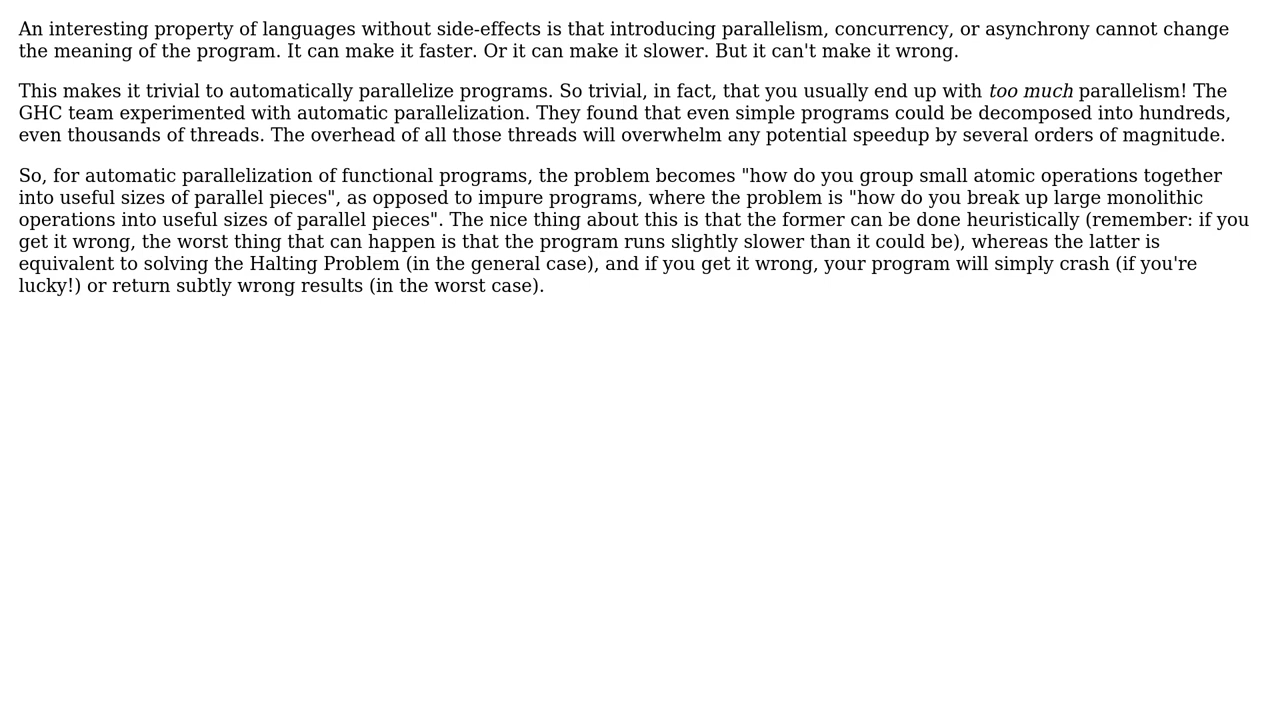 An interesting property of languages without side-effects is that introducing parallelism, concurrency, or asynchrony cannot change
the meaning of the program. It can make it faster. Or it can make it slower. But it can't make it wrong.
This makes it trivial to automatically parallelize programs. So trivial, in fact, that you usually end up with too much parallelism! The
GHC team experimented with automatic parallelization. They found that even simple programs could be decomposed into hundreds,
even thousands of threads. The overhead of all those threads will overwhelm any potential speedup by several orders of magnitude.
So, for automatic parallelization of functional programs, the problem becomes "how do you group small atomic operations together
into useful sizes of parallel pieces", as opposed to impure programs, where the problem is "how do you break up large monolithic
operations into useful sizes of parallel pieces". The nice thing about this is that the former can be done heuristically (remember: if you
get it wrong, the worst thing that can happen is that the program runs slightly slower than it could be), whereas the latter is
equivalent to solving the Halting Problem (in the general case), and if you get it wrong, your program will simply crash (if you're
lucky!) or return subtly wrong results (in the worst case).